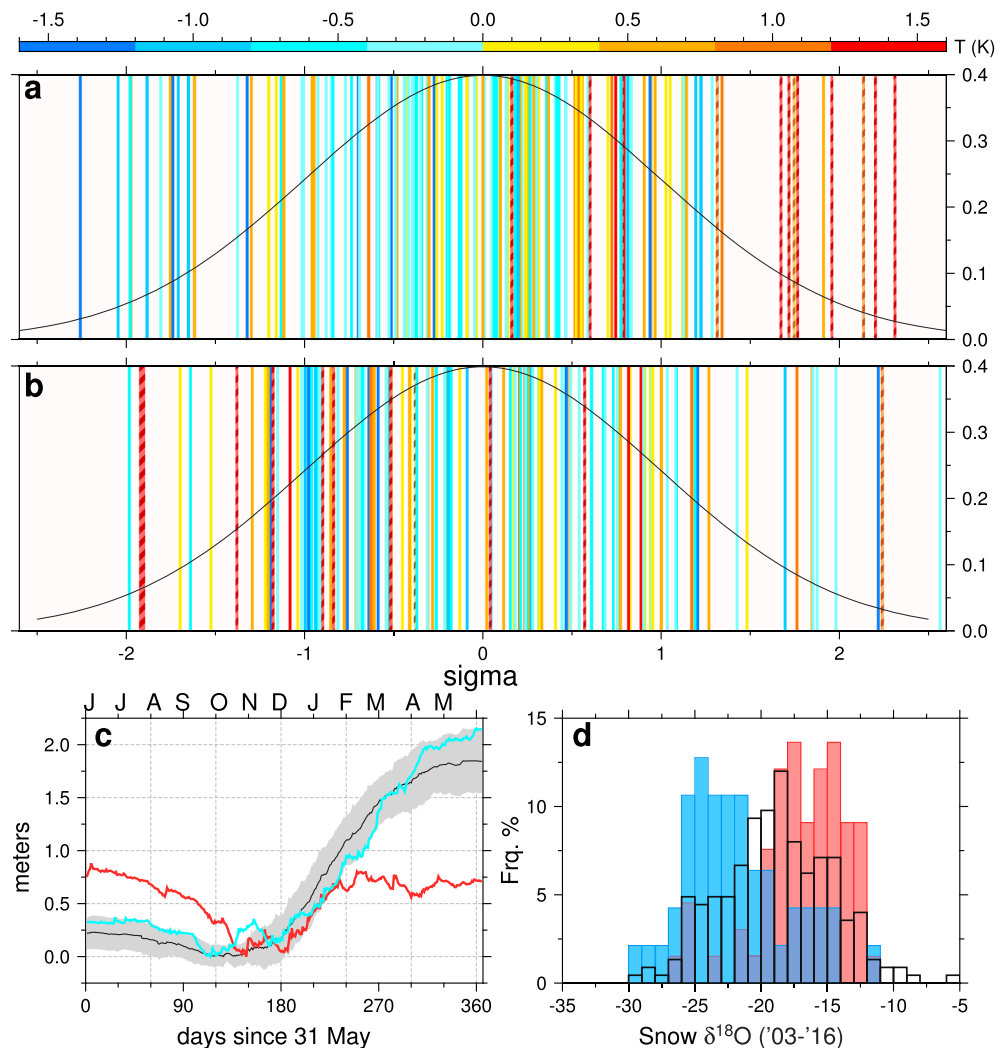 -1.5 -1.0 -0.5 0.0 0.5 1.0 1.5
T (K)
a
0.4
0.3
0.2
0.1
0.0
b
0.4
0.3
0.2
0.1
0.0
-2 -1 0 1 2
sigma
J J A S O N D J F M A M
c
2.0
1.5
1.0
0.5
0.0
meters
0 90 180 270 360
days since 31 May
d
15
10
5
0
Frq. %
-35 -30 -25 -20 -15 -10 -5
Snow δ¹⁸O ('03-'16)